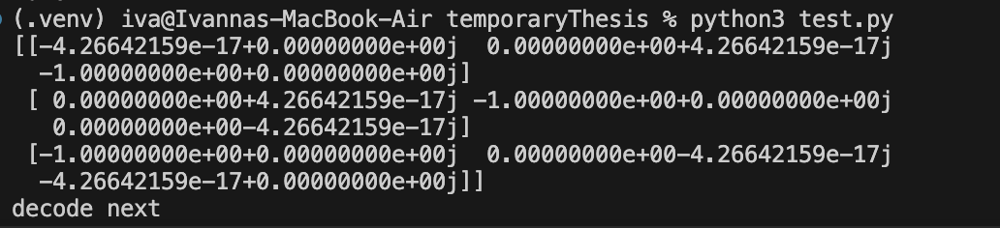 (.venv) iva@Ivannas-MacBook-Air temporaryThesis % python3 test.py
[[-4.26642159e-17+0.00000000e+00j  0.00000000e+00+4.26642159e-17j
  -1.00000000e+00+0.00000000e+00j]
 [ 0.00000000e+00+4.26642159e-17j -1.00000000e+00+0.00000000e+00j
   0.00000000e+00-4.26642159e-17j]
 [-1.00000000e+00+0.00000000e+00j  0.00000000e+00-4.26642159e-17j
  -4.26642159e-17+0.00000000e+00j]]
decode next